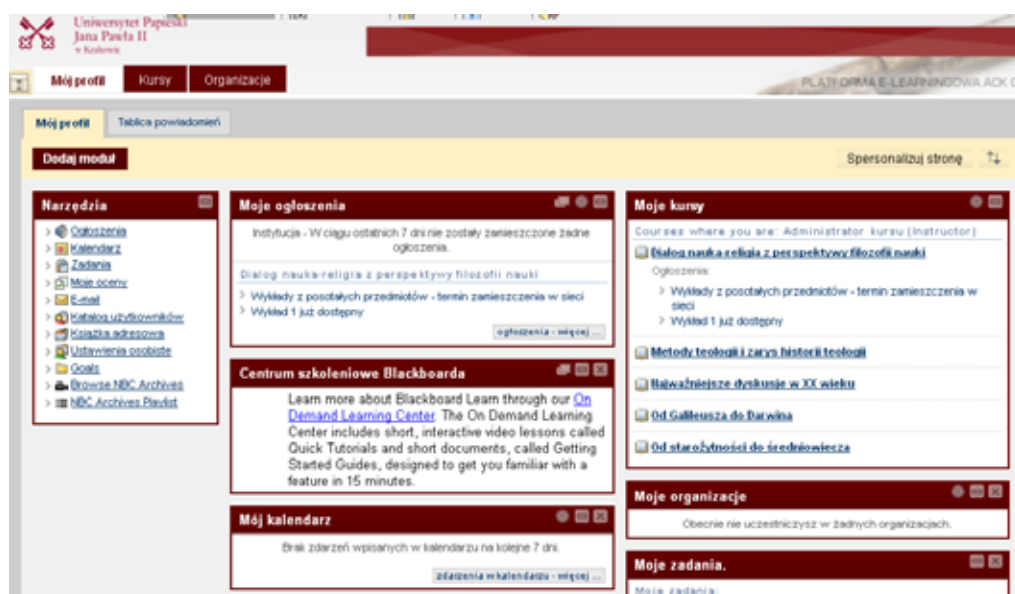 Uniwersytet Papieski
Jana Pawła II
w Krakowie
Mój profil
Kursy
Organizacje
PLATFORMA E-LEARNINGOWA AOK
Mój profil
Tablica powiadomień
Dodaj moduł
Spersonalizuj stronę
Narzędzia
Ogłoszenia
Kalendarz
Zadania
Moje oceny
E-mail
Katalog użytkowników
Książka adresowa
Ustawienia osobiste
Goals
Browse NBC Archives
NBC Archives Playlist
Moje ogłoszenia
Instytucja - W ciągu ostatnich 7 dni nie zostały zamieszczone żadne
ogłoszenia.
Dialog nauka-religia z perspektywy filozofii nauki
Wykłady z posotałych przedmiotów - termin zamieszczenia w sieci
Wykład 1 już dostępny
ogłoszenia - więcej ...
Centrum szkoleniowe Blackboarda
Learn more about Blackboard Learn through our On
Demand Learning Center. The On Demand Learning
Center includes short, interactive video lessons called
Quick Tutorials and short documents, called Getting
Started Guides, designed to get you familiar with a
feature in 15 minutes.
Mój kalendarz
Brak zdarzeń wpisanych w kalendarzu na kolejne 7 dni.
zdarzenia w kalendarzu - więcej ...
Moje kursy
Courses where you are: Administrator kursu (Instructor)
Dialog nauka-religia z perspektywy filozofii nauki
Ogłoszenia:
Wykłady z posotałych przedmiotów - termin zamieszczenia w
sieci
Wykład 1 już dostępny
Metody teologii i zarys historii teologii
Najważniejsze dyskusje w XX wieku
Od Galileusza do Darwina
Od starożytności do średniowiecza
Moje organizacje
Obecnie nie uczestniczysz w żadnych organizacjach.
Moje zadania.
Moje zadania: